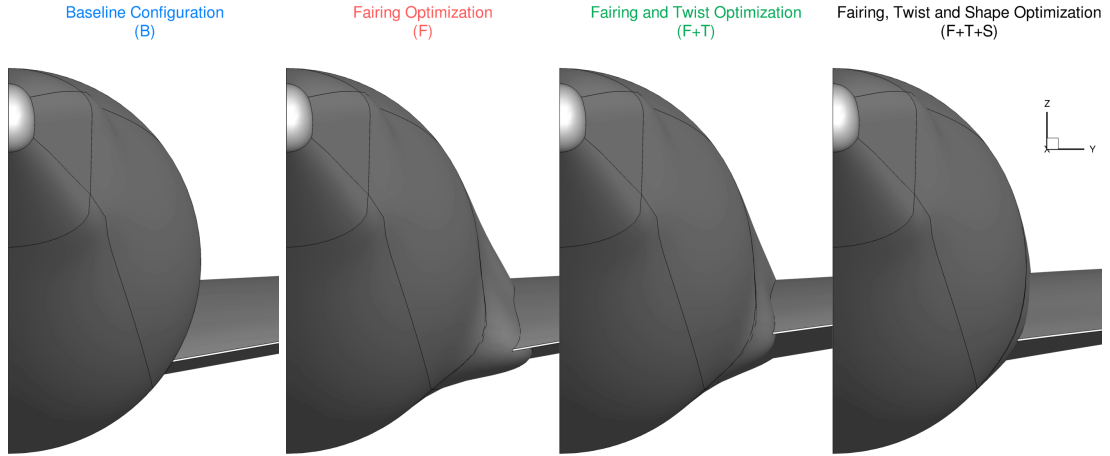 Baseline Configuration
(B)
Fairing Optimization
(F)
Fairing and Twist Optimization
(F+T)
Fairing, Twist and Shape Optimization
(F+T+S)
Z
X
Y